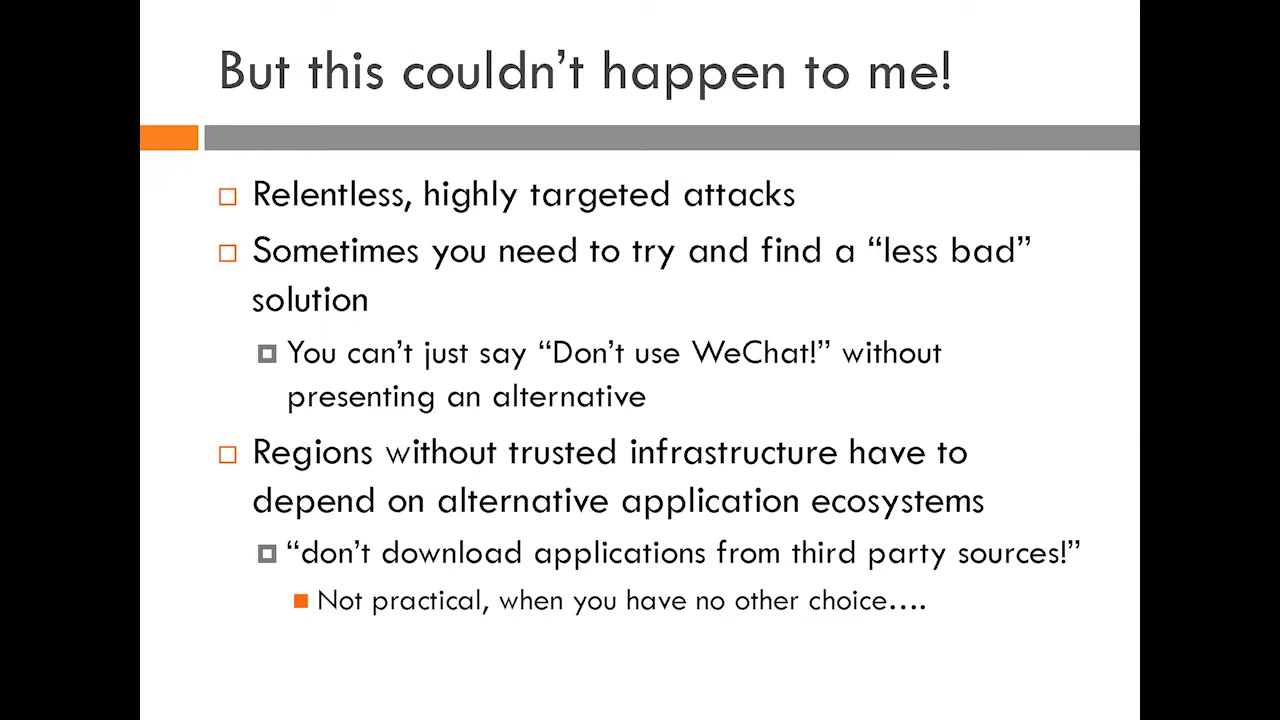 But this couldn’t happen to me!
Relentless, highly targeted attacks
Sometimes you need to try and find a “less bad”
solution
You can’t just say “Don’t use WeChat!” without
presenting an alternative
Regions without trusted infrastructure have to
depend on alternative application ecosystems
“don’t download applications from third party sources!”
Not practical, when you have no other choice….